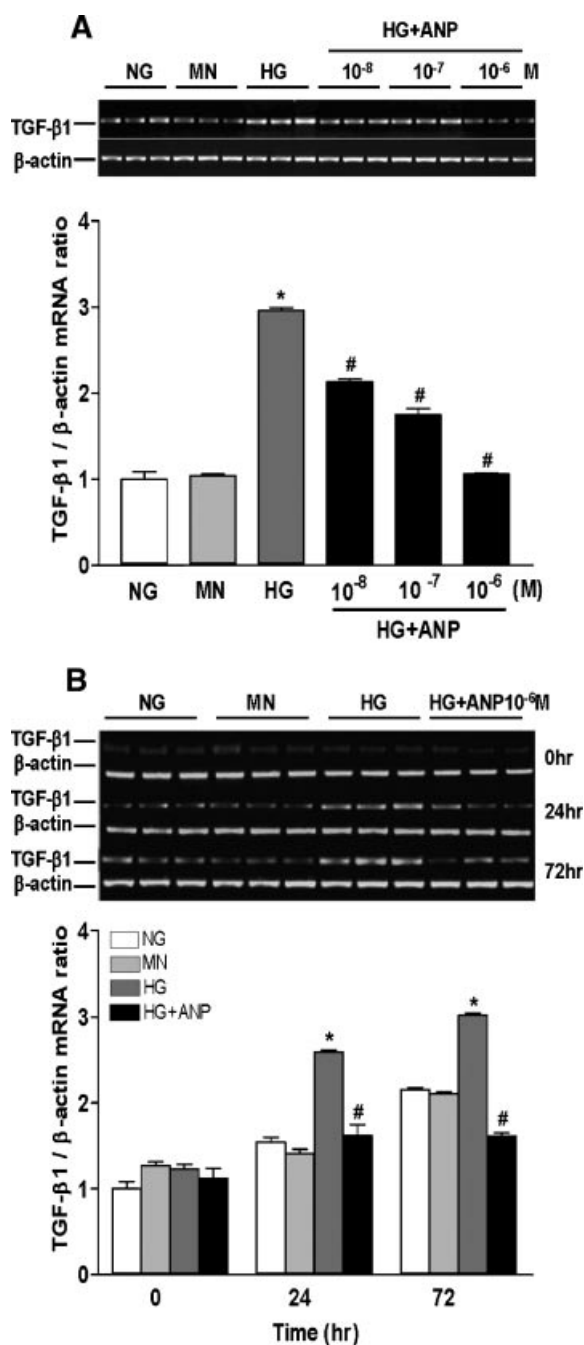 A
HG+ANP
NG MN HG 10⁻⁸ 10⁻⁷ 10⁻⁶ M
TGF-β1
β-actin
TGF-β1 / β-actin mRNA ratio
4
3
2
1
0
*
#
#
#
NG MN HG 10⁻⁸ 10⁻⁷ 10⁻⁶ (M)
HG+ANP
B
NG MN HG HG+ANP10⁻⁶M
TGF-β1
β-actin
0hr
TGF-β1
β-actin
24hr
TGF-β1
β-actin
72hr
TGF-β1 / β-actin mRNA ratio
4
3
2
1
0
NG
MN
HG
HG+ANP
*
#
*
#
0 24 72
Time (hr)